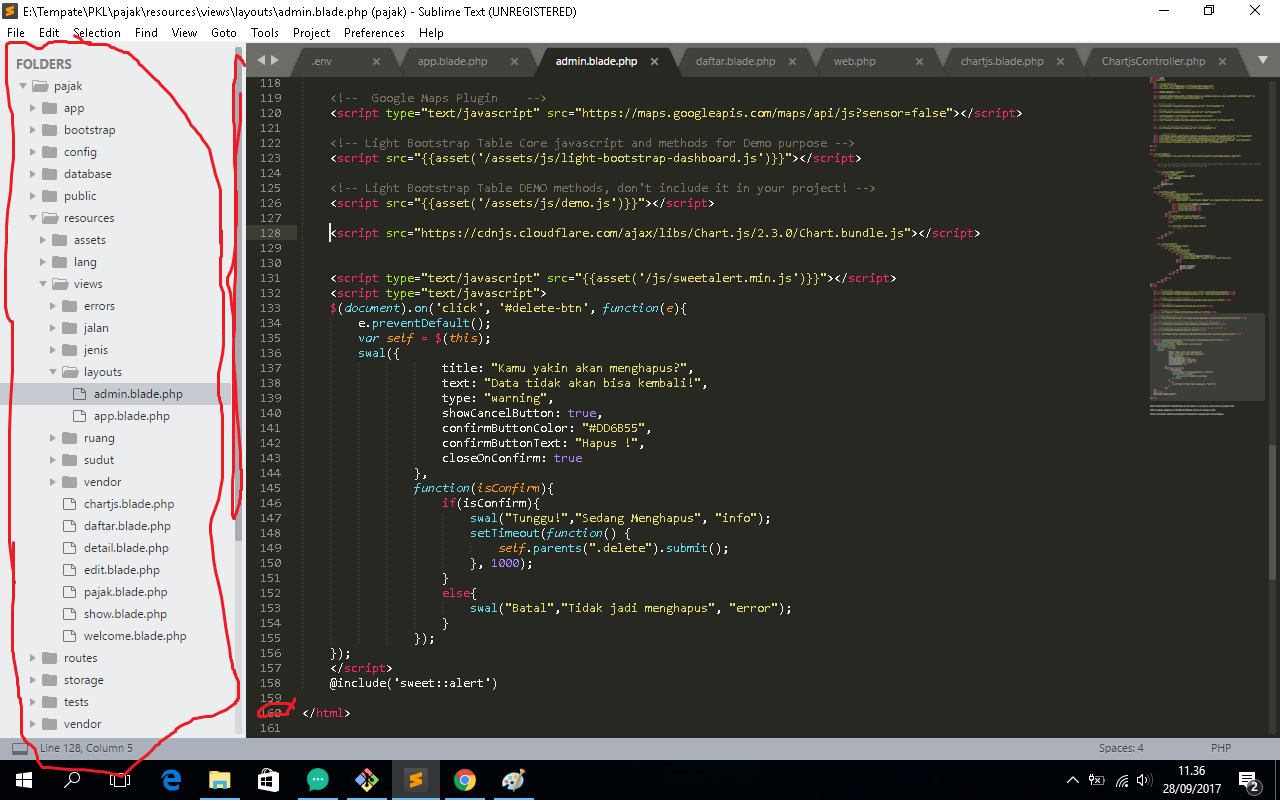 E:\Tempate\PKL\pajak\resources\views\layouts\admin.blade.php (pajak) - Sublime Text (UNREGISTERED)
File Edit Selection Find View Goto Tools Project Preferences Help
FOLDERS
pajak
app
bootstrap
config
database
public
resources
assets
lang
views
errors
jalan
jenis
layouts
admin.blade.php
app.blade.php
ruang
sudut
vendor
chartjs.blade.php
daftar.blade.php
detail.blade.php
edit.blade.php
pajak.blade.php
show.blade.php
welcome.blade.php
routes
storage
tests
vendor
.env app.blade.php admin.blade.php daftar.blade.php web.php chartjs.blade.php ChartjsController.php
118
119 <!--  Google Maps Plugin    -->
120 <script type="text/javascript" src="https://maps.googleapis.com/maps/api/js?sensor=false"></script>
121
122 <!-- Light Bootstrap Table Core javascript and methods for Demo purpose -->
123 <script src="{{asset('/assets/js/light-bootstrap-dashboard.js')}}"></script>
124
125 <!-- Light Bootstrap Table DEMO methods, don't include it in your project! -->
126 <script src="{{asset('/assets/js/demo.js')}}"></script>
127
128 <script src="https://cdnjs.cloudflare.com/ajax/libs/Chart.js/2.3.0/Chart.bundle.js"></script>
129
130
131 <script type="text/javascript" src="{{asset('/js/sweetalert.min.js')}}"></script>
132 <script type="text/javascript">
133 $(document).on('click', '#delete-btn', function(e){
134 e.preventDefault();
135 var self = $(this);
136 swal({
137 title: "Kamu yakin akan menghapus?",
138 text: "Data tidak akan bisa kembali!",
139 type: "warning",
140 showCancelButton: true,
141 confirmButtonColor: "#DD6B55",
142 confirmButtonText: "Hapus !",
143 closeOnConfirm: true
144 },
145 function(isConfirm){
146 if(isConfirm){
147 swal("Tunggu!","Sedang Menghapus", "info");
148 setTimeout(function() {
149 self.parents(".delete").submit();
150 }, 1000);
151 }
152 else{
153 swal("Batal","Tidak jadi menghapus", "error");
154 }
155 });
156 });
157 </script>
158 @include('sweet::alert')
159
160 </html>
161
Line 128, Column 5 Spaces: 4 PHP
11.36
28/09/2017
2